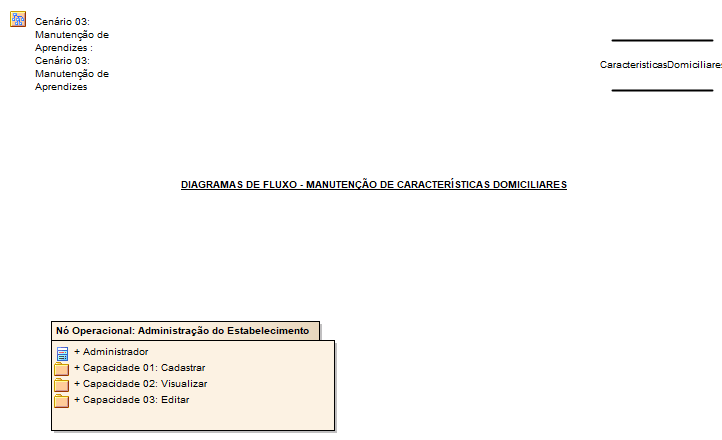 Cenário 03:
Manutenção de
Aprendizes :
Cenário 03:
Manutenção de
Aprendizes
CaracteristicasDomiciliares
DIAGRAMAS DE FLUXO - MANUTENÇÃO DE CARACTERÍSTICAS DOMICILIARES
Nó Operacional: Administração do Estabelecimento
+ Administrador
+ Capacidade 01: Cadastrar
+ Capacidade 02: Visualizar
+ Capacidade 03: Editar